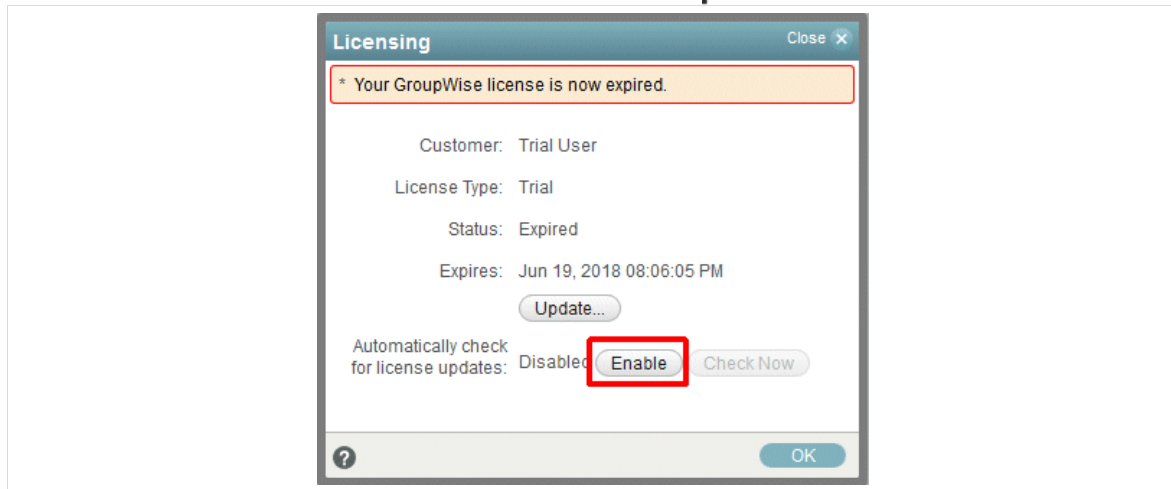 Licensing Close
* Your GroupWise license is now expired.
Customer: Trial User
License Type: Trial
Status: Expired
Expires: Jun 19, 2018 08:06:05 PM
Update...
Automatically check
for license updates: Disabled Enable Check Now
? OK